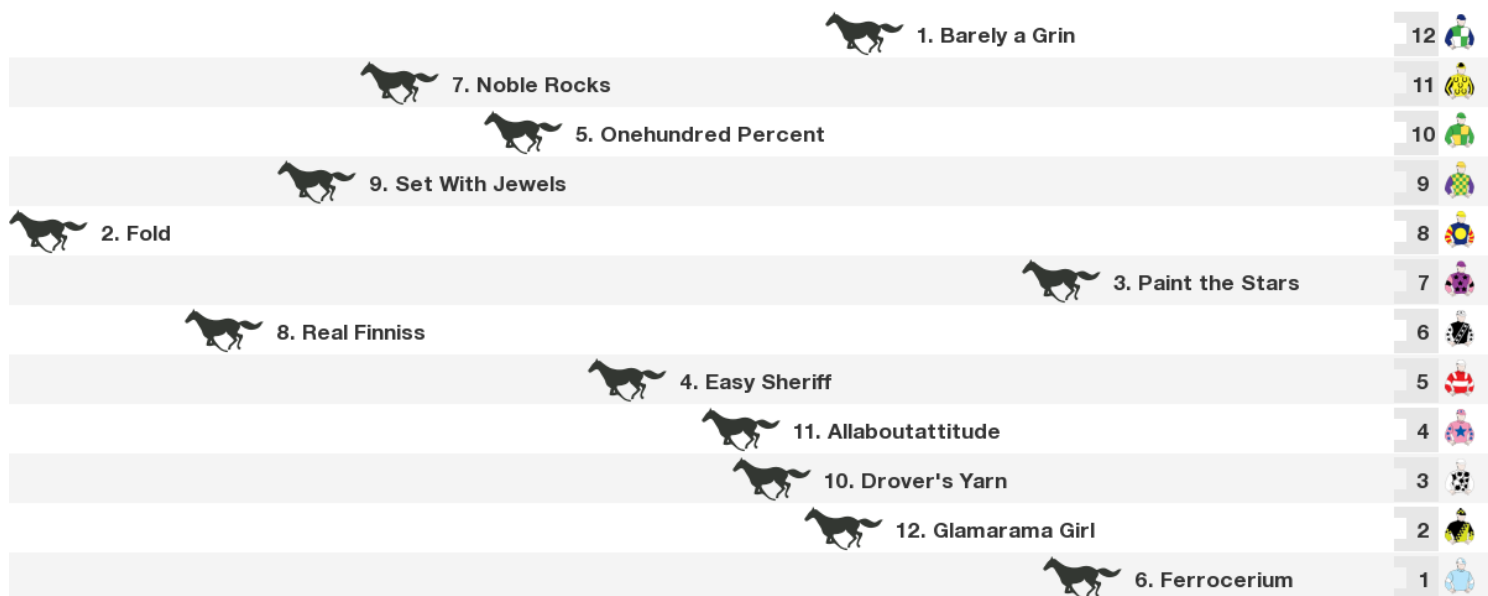 1. Barely a Grin 12
7. Noble Rocks 11
5. Onehundred Percent 10
9. Set With Jewels 9
2. Fold 8
3. Paint the Stars 7
8. Real Finniss 6
4. Easy Sheriff 5
11. Allaboutattitude 4
10. Drover's Yarn 3
12. Glamarama Girl 2
6. Ferrocerium 1